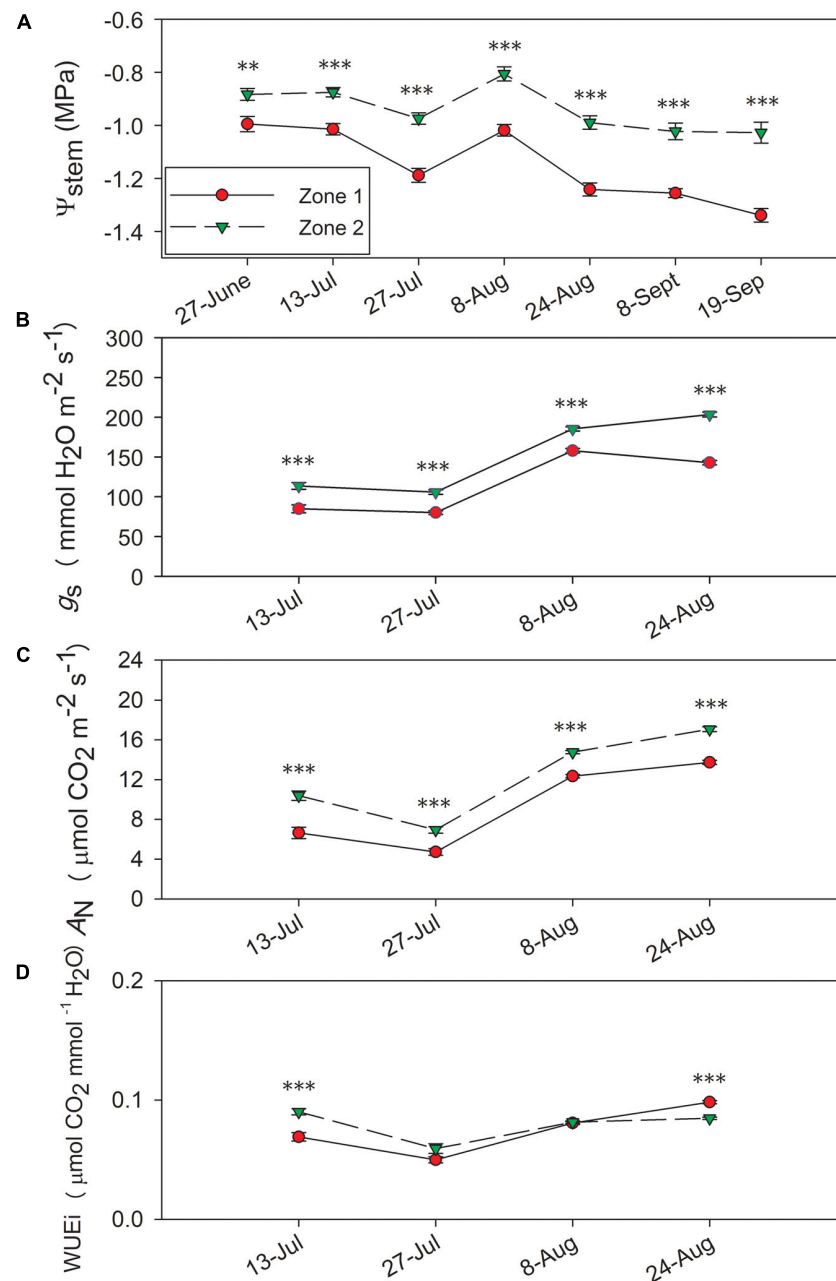 A
Ψstem (MPa)
-0.6
-0.8
-1.0
-1.2
-1.4
**
***
***
***
***
***
***
Zone 1
Zone 2
27-June
13-Jul
27-Jul
8-Aug
24-Aug
8-Sept
19-Sep
B
gs ( mmol H2O m-2 s-1)
300
250
200
150
100
50
0
***
***
***
***
13-Jul
27-Jul
8-Aug
24-Aug
C
AN ( μmol CO2 m-2 s-1)
24
20
16
12
8
4
0
***
***
***
***
13-Jul
27-Jul
8-Aug
24-Aug
D
WUEi ( μmol CO2 mmol -1 H2O)
0.2
0.1
0.0
***
***
13-Jul
27-Jul
8-Aug
24-Aug